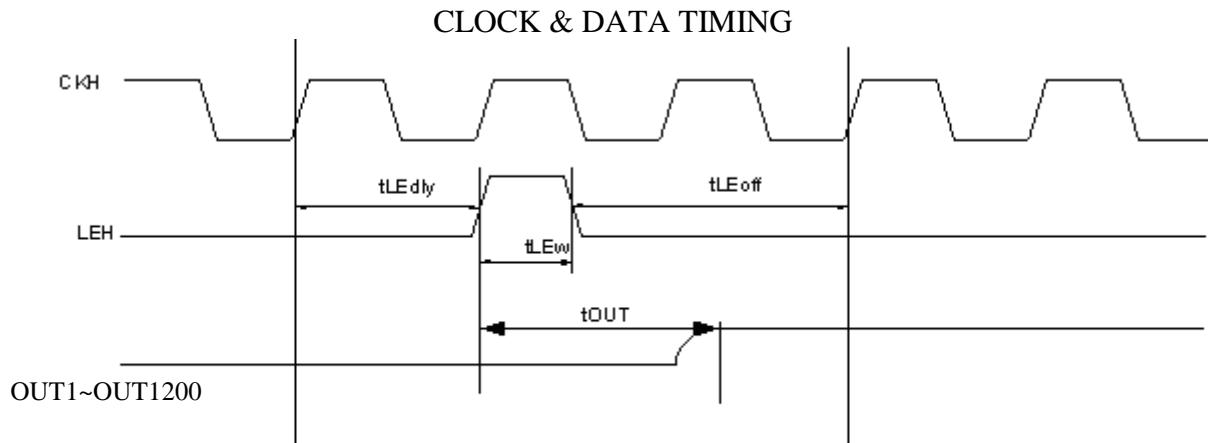 CLOCK & DATA TIMING
CKH
tLEdly
tLEoff
LEH
tLEw
tOUT
OUT1~OUT1200